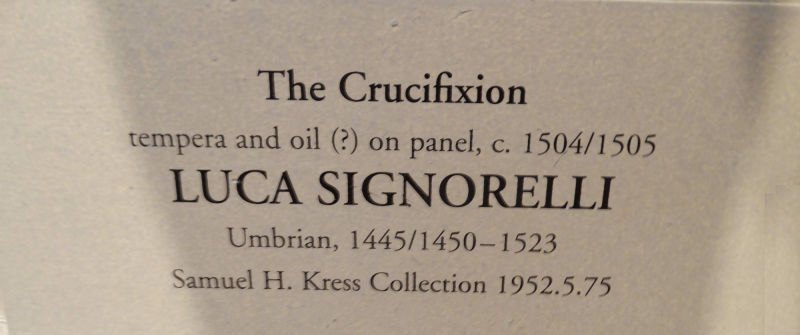 The Crucifixion
tempera and oil (?) on panel, c. 1504/1505
LUCA SIGNORELLI
Umbrian, 1445/1450–1523
Samuel H. Kress Collection 1952.5.75